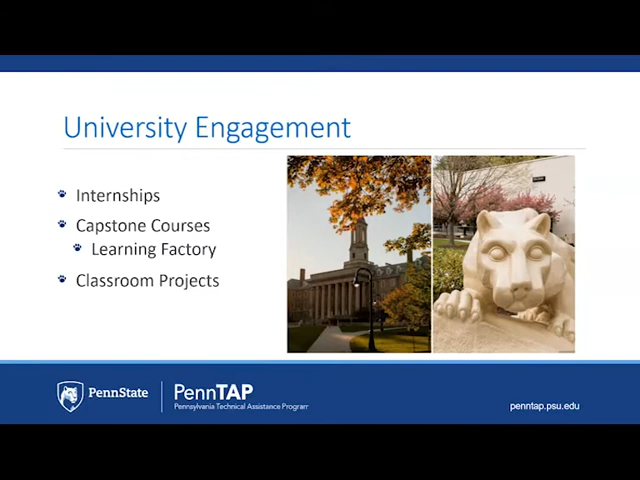 University Engagement
Internships
Capstone Courses
Learning Factory
Classroom Projects
PennState
PennTAP
Pennsylvania Technical Assistance Program
penntap.psu.edu